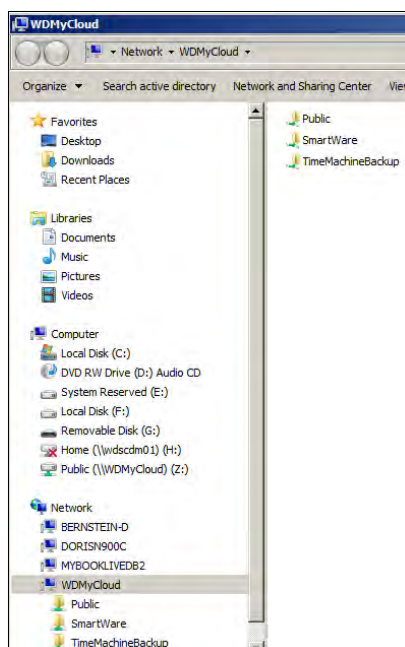 WDMyCloud
Network WDMyCloud
Organize Search active directory Network and Sharing Center
Favorites
Desktop
Downloads
Recent Places
Libraries
Documents
Music
Pictures
Videos
Computer
Local Disk (C:)
DVD RW Drive (D:) Audio CD
System Reserved (E:)
Local Disk (F:)
Removable Disk (G:)
Home (\\wdscdm01) (H:)
Public (\\WDMyCloud) (Z:)
Network
BERNSTEIN-D
DORISN900C
MYBOOKLIVEDB2
WDMyCloud
Public
SmartWare
TimeMachineBackup
Public
SmartWare
TimeMachineBackup